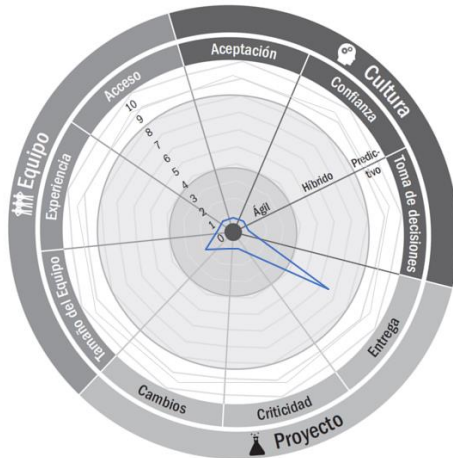 Equipo
Cultura
Proyecto
Acceso
Aceptación
Confianza
Toma de decisiones
Entrega
Criticidad
Cambios
Tamaño del Equipo
Experiencia
10
9
8
7
6
5
4
3
2
1
0
Ágil
Híbrido
Predic-
tivo